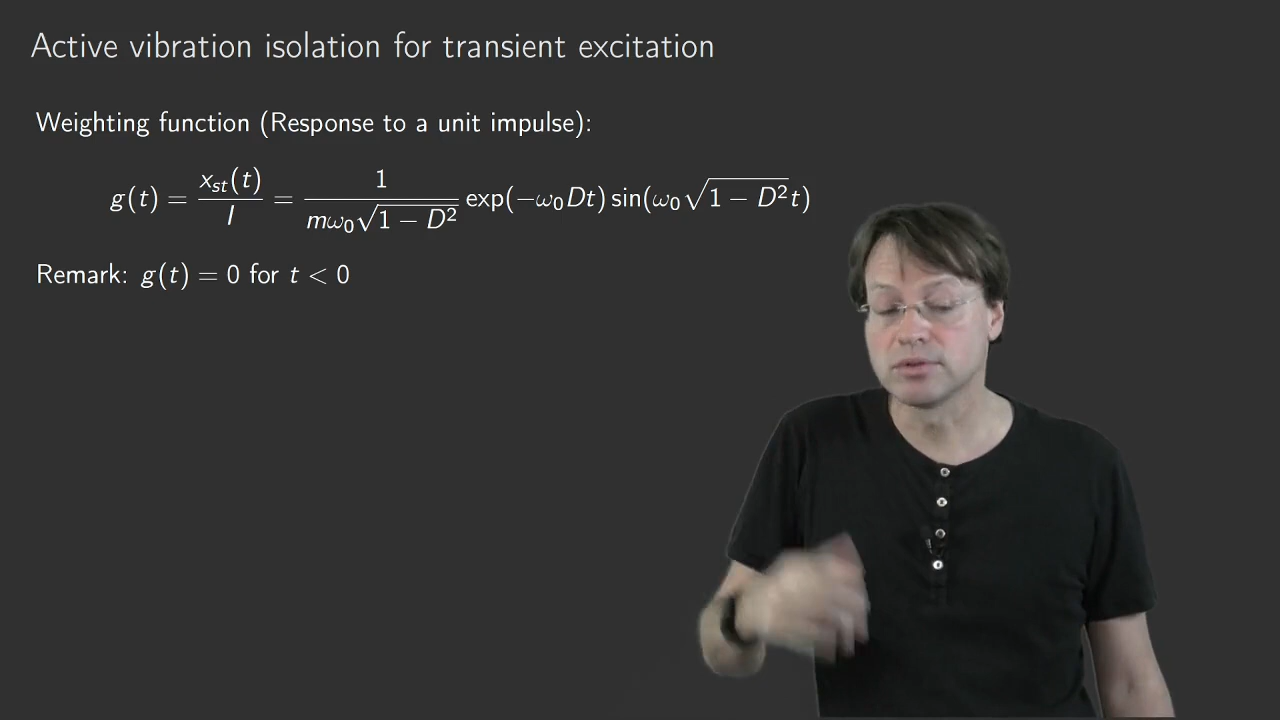 Active vibration isolation for transient excitation
Weighting function (Response to a unit impulse):
g(t) = x_st(t)/I = 1/(mω₀√(1 − D²)) exp(−ω₀Dt) sin(ω₀√(1 − D²)t)
Remark: g(t) = 0 for t < 0